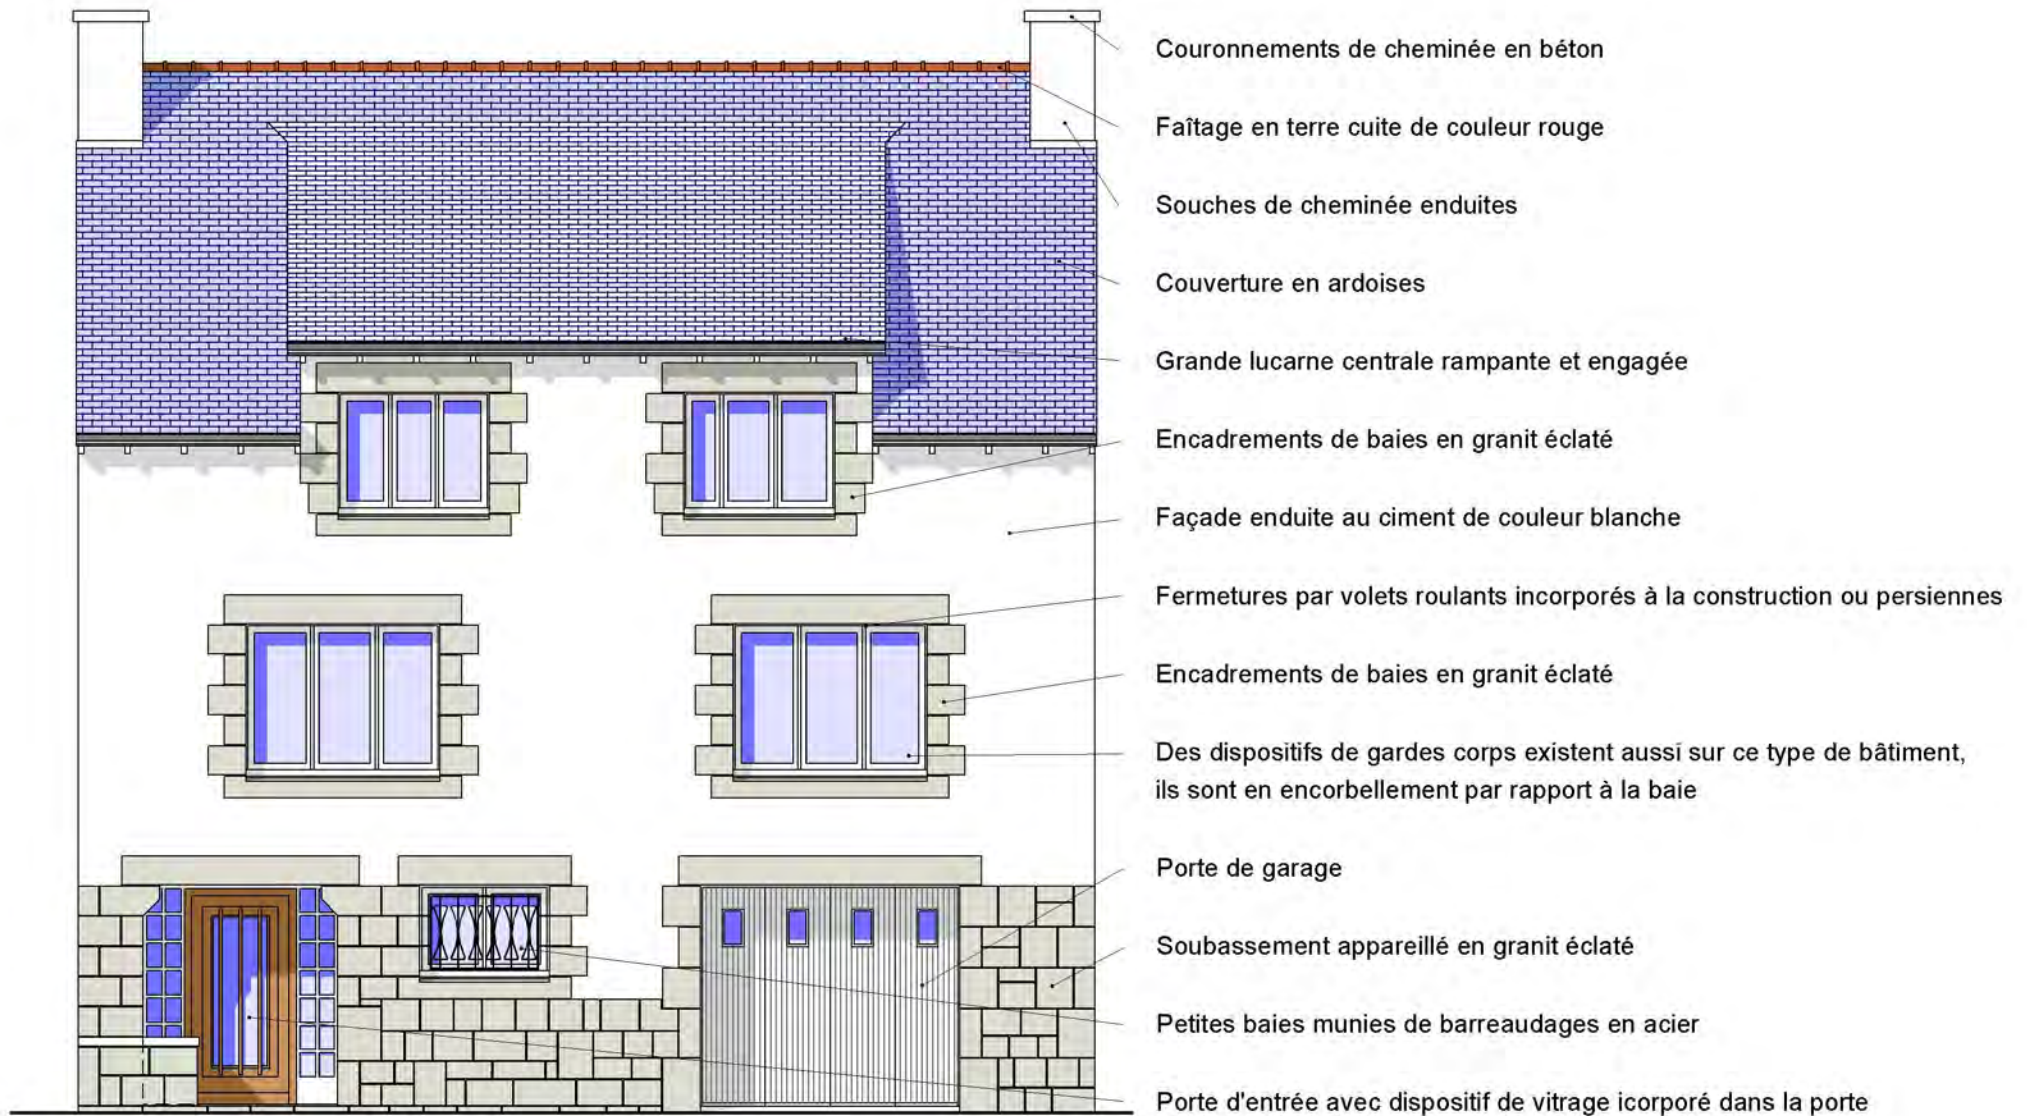 Couronnements de cheminée en béton
Faîtage en terre cuite de couleur rouge
Souches de cheminée enduites
Couverture en ardoises
Grande lucarne centrale rampante et engagée
Encadrements de baies en granit éclaté
Façade enduite au ciment de couleur blanche
Fermetures par volets roulants incorporés à la construction ou persiennes
Encadrements de baies en granit éclaté
Des dispositifs de gardes corps existent aussi sur ce type de bâtiment,
ils sont en encorbellement par rapport à la baie
Porte de garage
Soubassement appareillé en granit éclaté
Petites baies munies de barreaudages en acier
Porte d'entrée avec dispositif de vitrage icorporé dans la porte